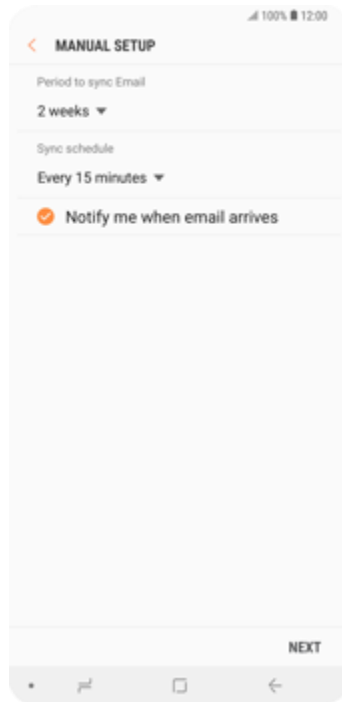 100% 12:00
MANUAL SETUP
Period to sync Email
2 weeks
Sync schedule
Every 15 minutes
Notify me when email arrives
NEXT